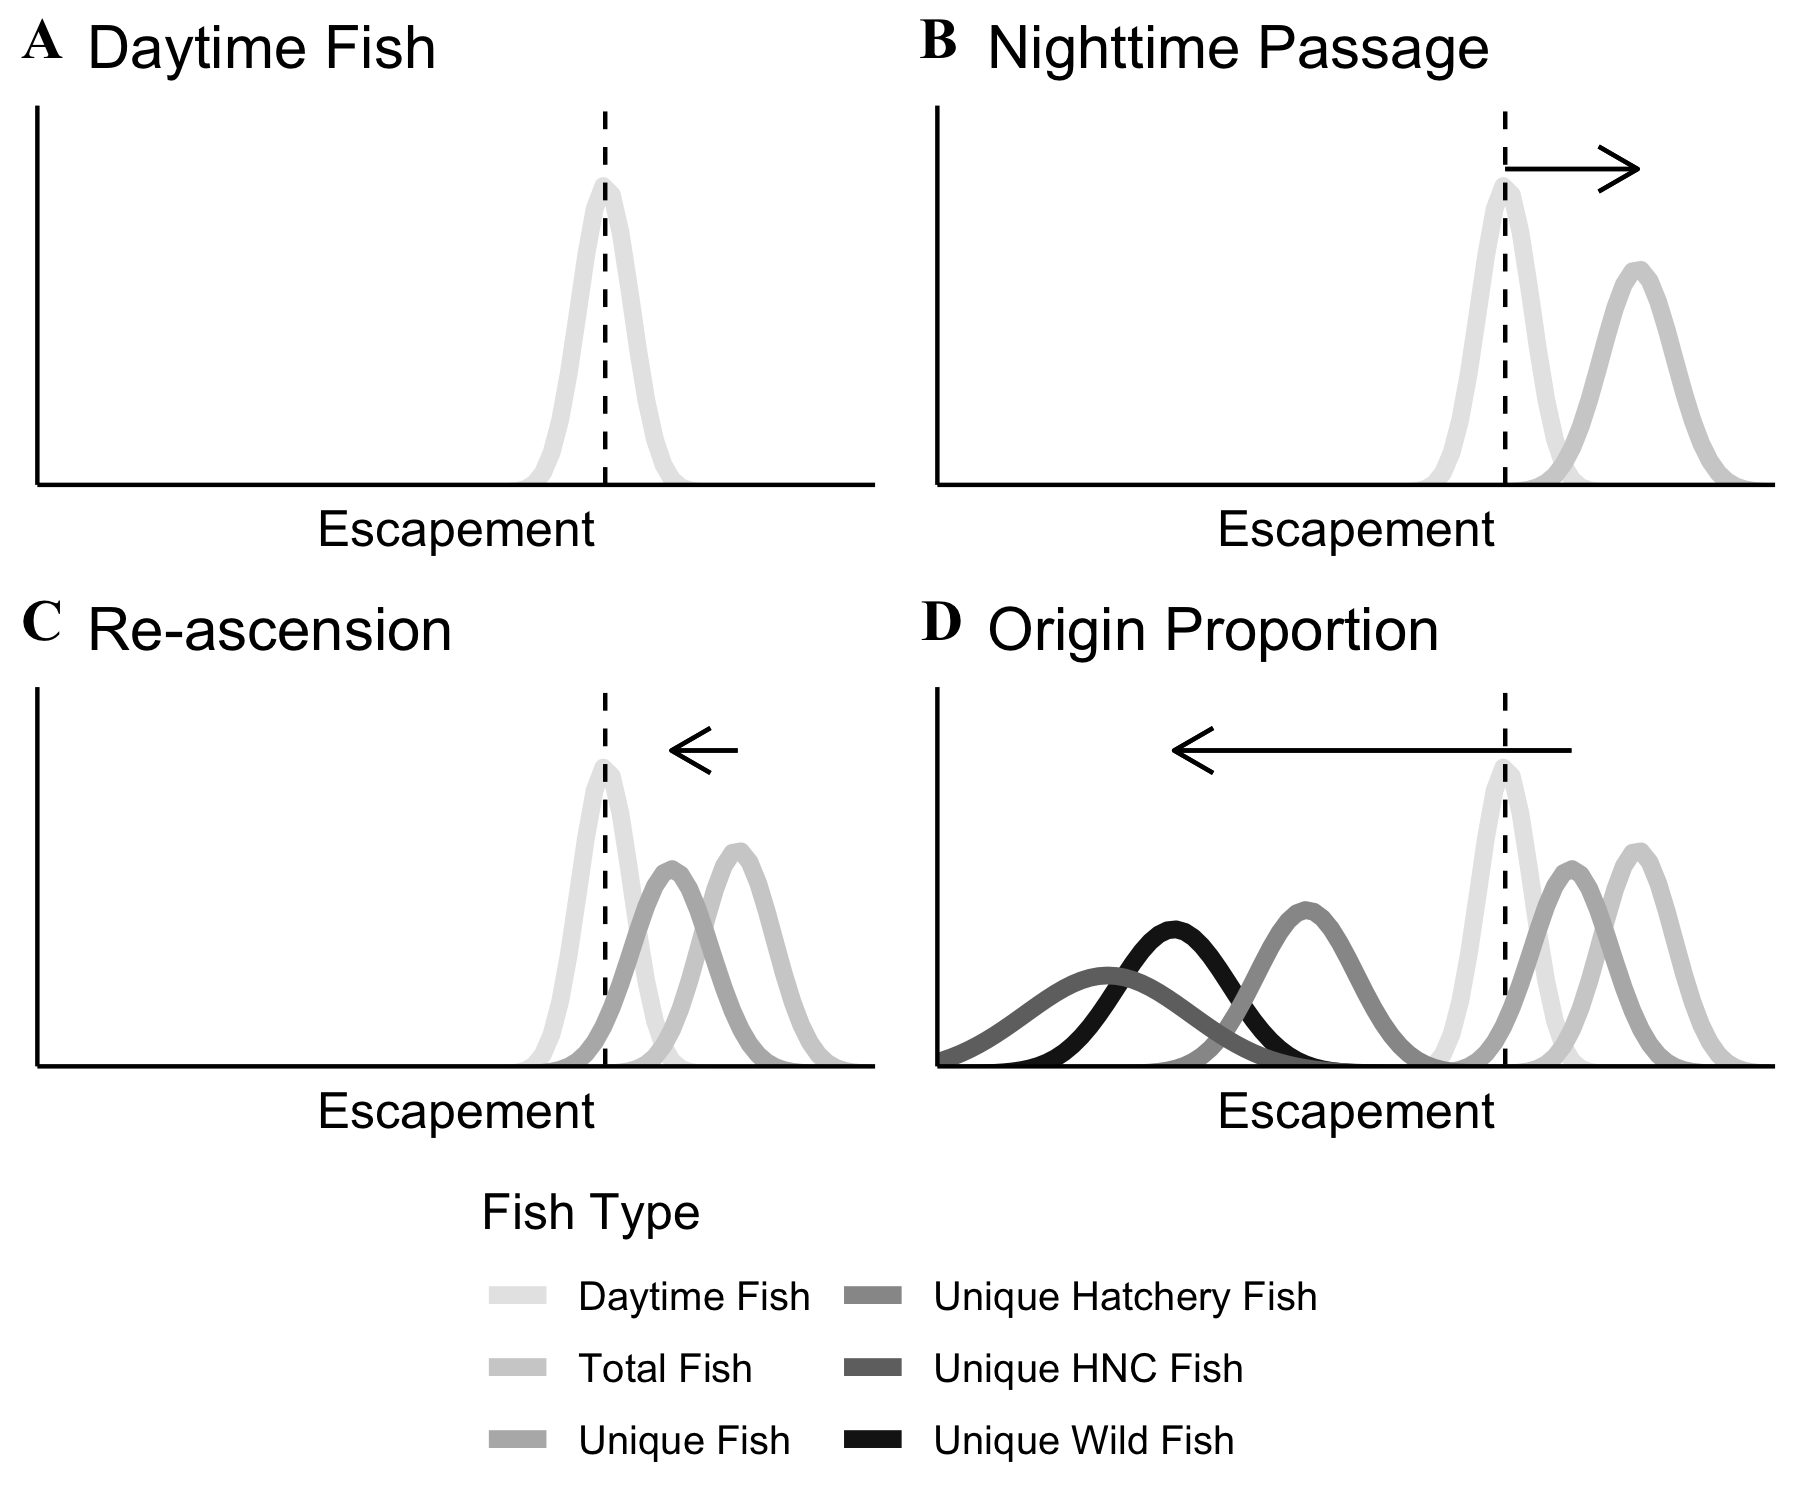 A Daytime Fish
Escapement
B Nighttime Passage
Escapement
C Re-ascension
Escapement
D Origin Proportion
Escapement
Fish Type
Daytime Fish
Total Fish
Unique Fish
Unique Hatchery Fish
Unique HNC Fish
Unique Wild Fish